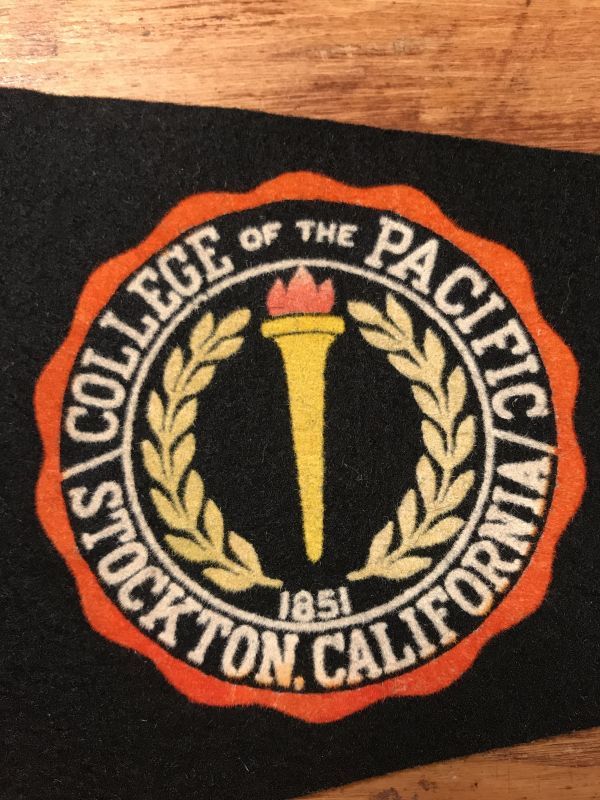 COLLEGE OF THE PACIFIC
STOCKTON, CALIFORNIA
1851